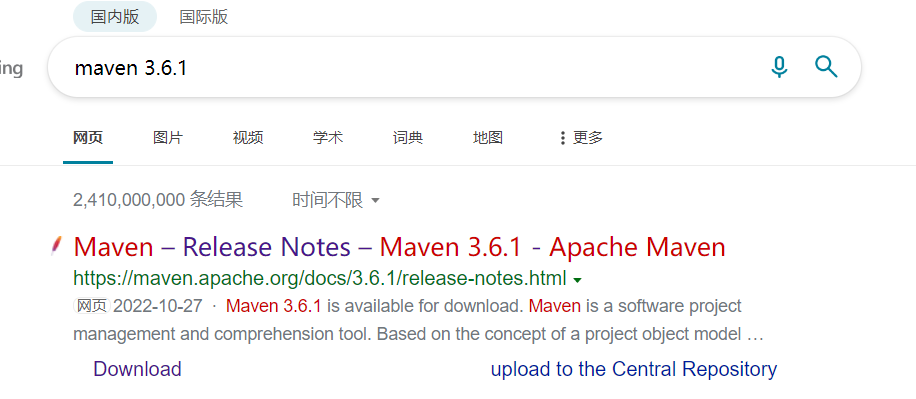 国内版 国际版
ing maven 3.6.1
网页 图片 视频 学术 词典 地图 更多
2,410,000,000 条结果 时间不限
Maven – Release Notes – Maven 3.6.1 - Apache Maven
https://maven.apache.org/docs/3.6.1/release-notes.html
网页 2022-10-27 · Maven 3.6.1 is available for download. Maven is a software project
management and comprehension tool. Based on the concept of a project object model …
Download upload to the Central Repository